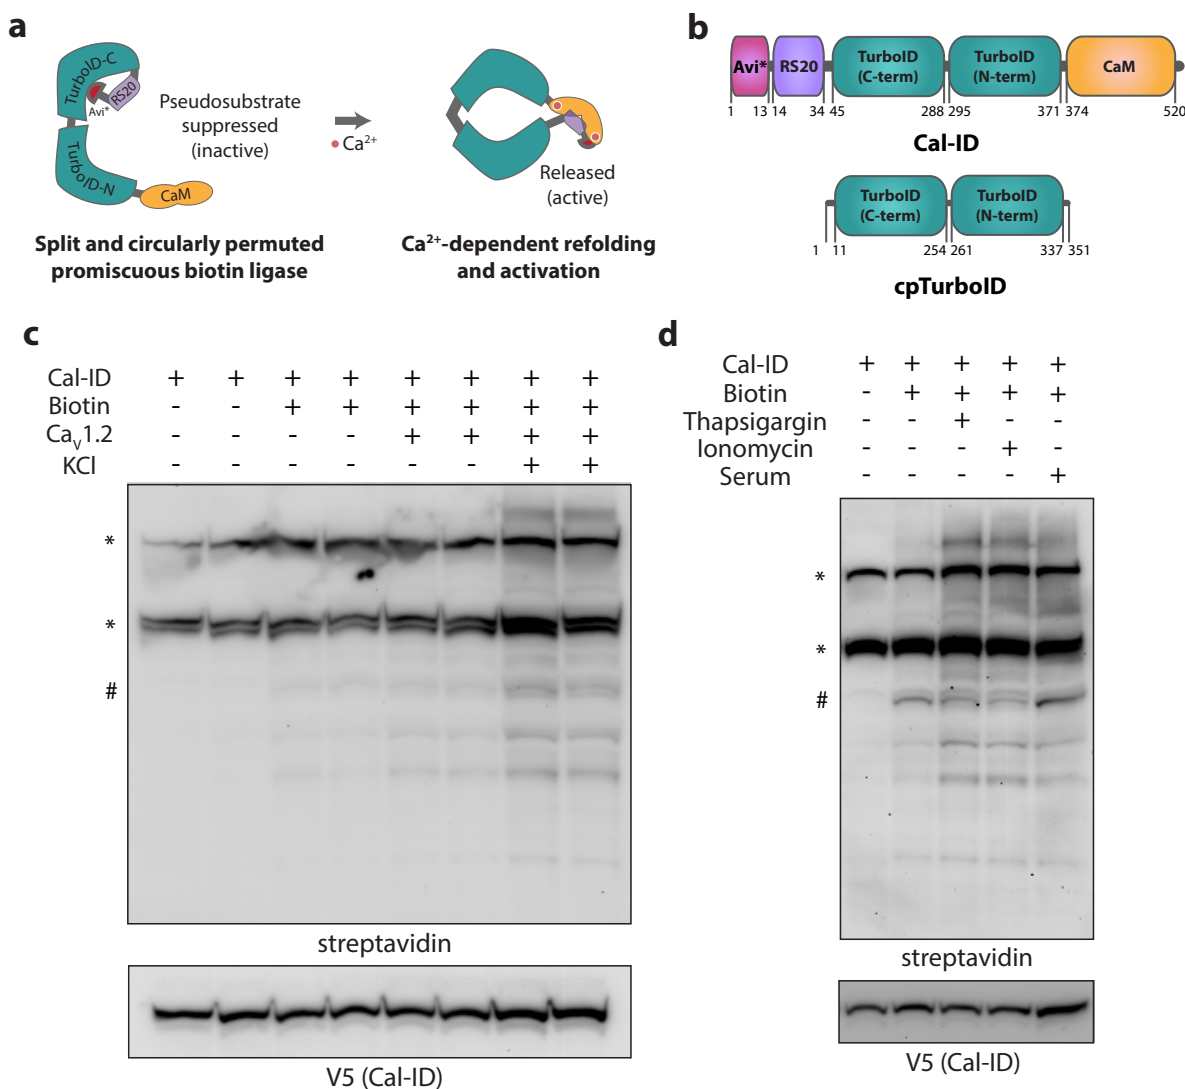 a
TurboID-C
Avi*
RS20
TurboID-N
CaM
Pseudosubstrate
suppressed
(inactive)
Ca²⁺
Released
(active)
Split and circularly permuted
promiscuous biotin ligase
Ca²⁺-dependent refolding
and activation
b
Avi* RS20 TurboID (C-term) TurboID (N-term) CaM
1 13 14 34 45 288 295 371 374 520
Cal-ID
TurboID (C-term) TurboID (N-term)
1 11 254 261 337 351
cpTurboID
c
Cal-ID + + + + + + + +
Biotin - - + + + + + +
CaV1.2 - - - - + + + +
KCl - - - - - - + +
*
*
#
streptavidin
V5 (Cal-ID)
d
Cal-ID + + + + +
Biotin - + + + +
Thapsigargin - - + - -
Ionomycin - - - + -
Serum - - - - +
*
*
#
streptavidin
V5 (Cal-ID)